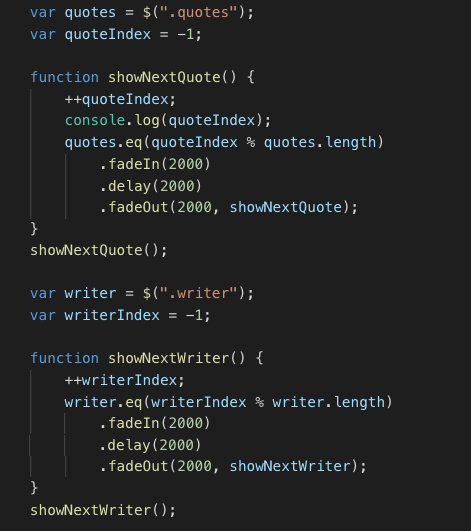 var quotes = $(".quotes");
var quoteIndex = -1;

function showNextQuote() {
    ++quoteIndex;
    console.log(quoteIndex);
    quotes.eq(quoteIndex % quotes.length)
        .fadeIn(2000)
        .delay(2000)
        .fadeOut(2000, showNextQuote);
}
showNextQuote();

var writer = $(".writer");
var writerIndex = -1;

function showNextWriter() {
    ++writerIndex;
    writer.eq(writerIndex % writer.length)
        .fadeIn(2000)
        .delay(2000)
        .fadeOut(2000, showNextWriter);
}
showNextWriter();